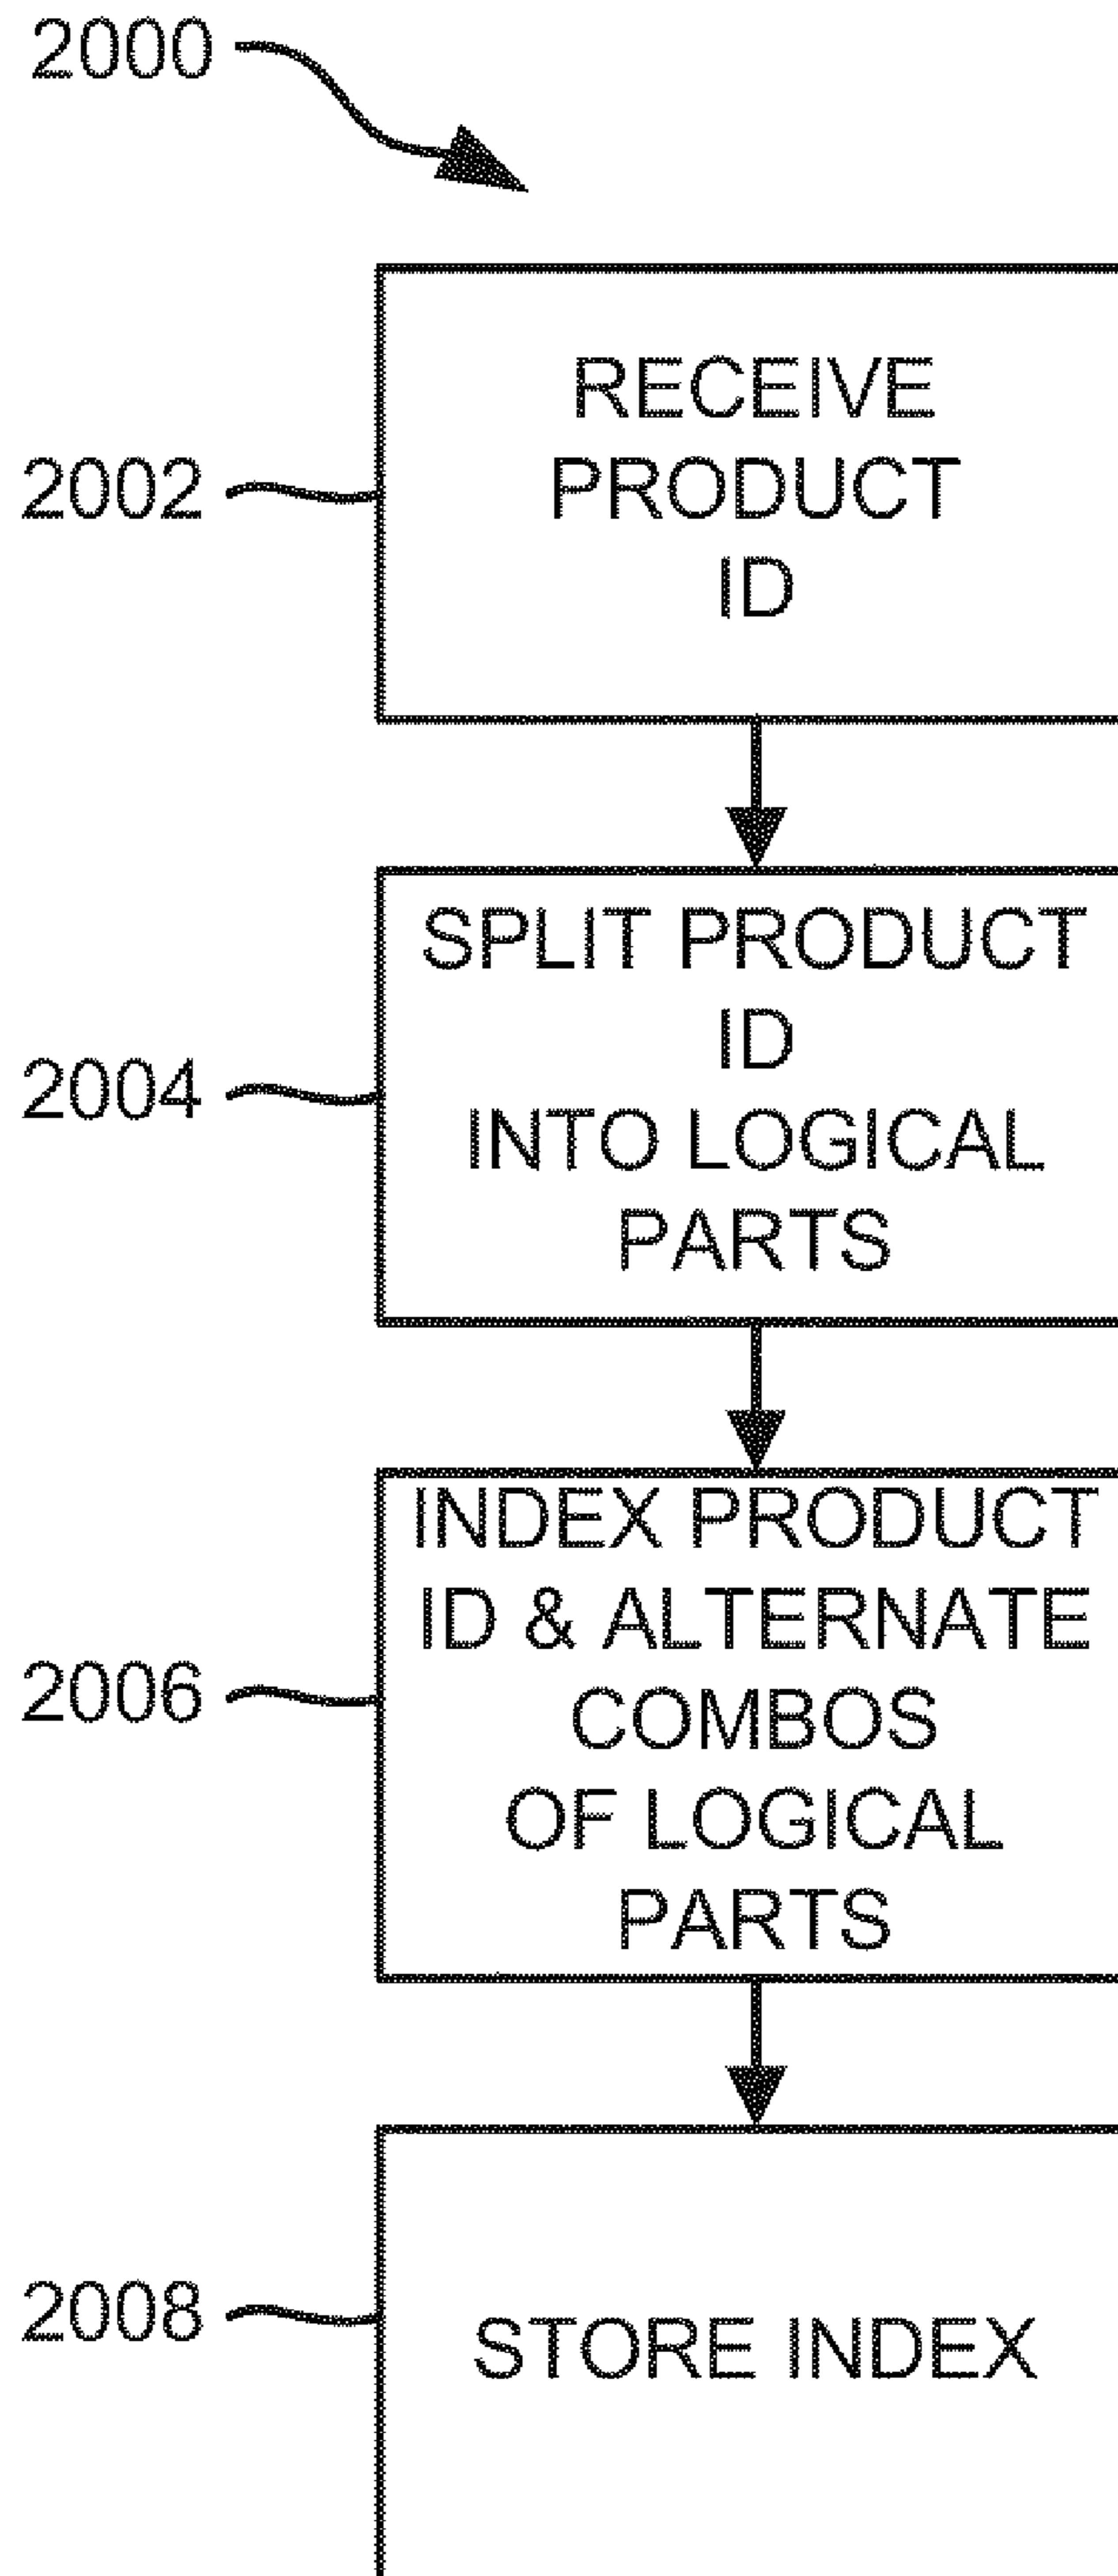 2000
2002
RECEIVE
PRODUCT
ID
2004
SPLIT PRODUCT
ID
INTO LOGICAL
PARTS
2006
INDEX PRODUCT
ID & ALTERNATE
COMBOS
OF LOGICAL
PARTS
2008
STORE INDEX